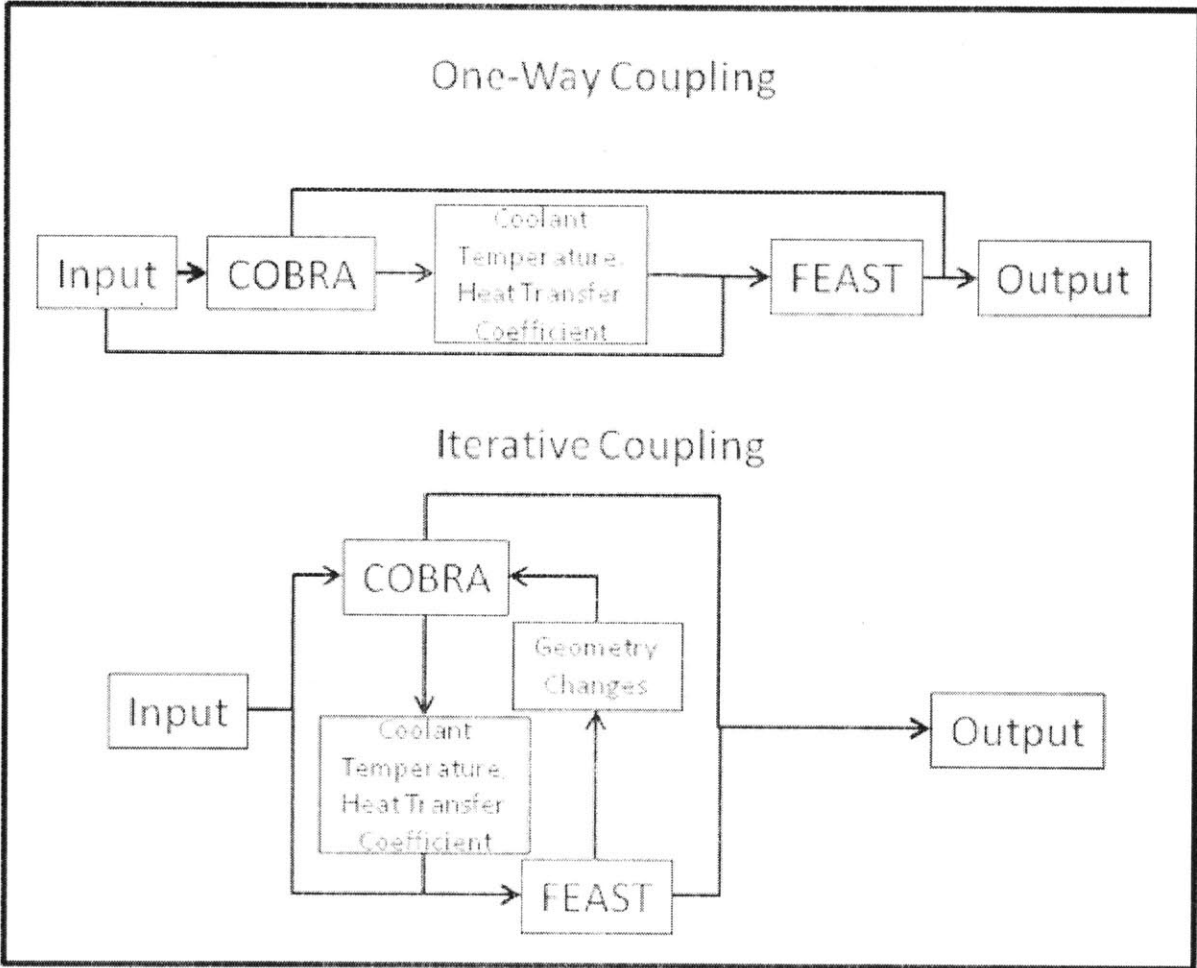 One-Way Coupling
Input
COBRA
Coolant
Temperature,
Heat Transfer
Coefficient
FEAST
Output
Iterative Coupling
COBRA
Geometry
Changes
Input
Coolant
Temperature,
Heat Transfer
Coefficient
Output
FEAST